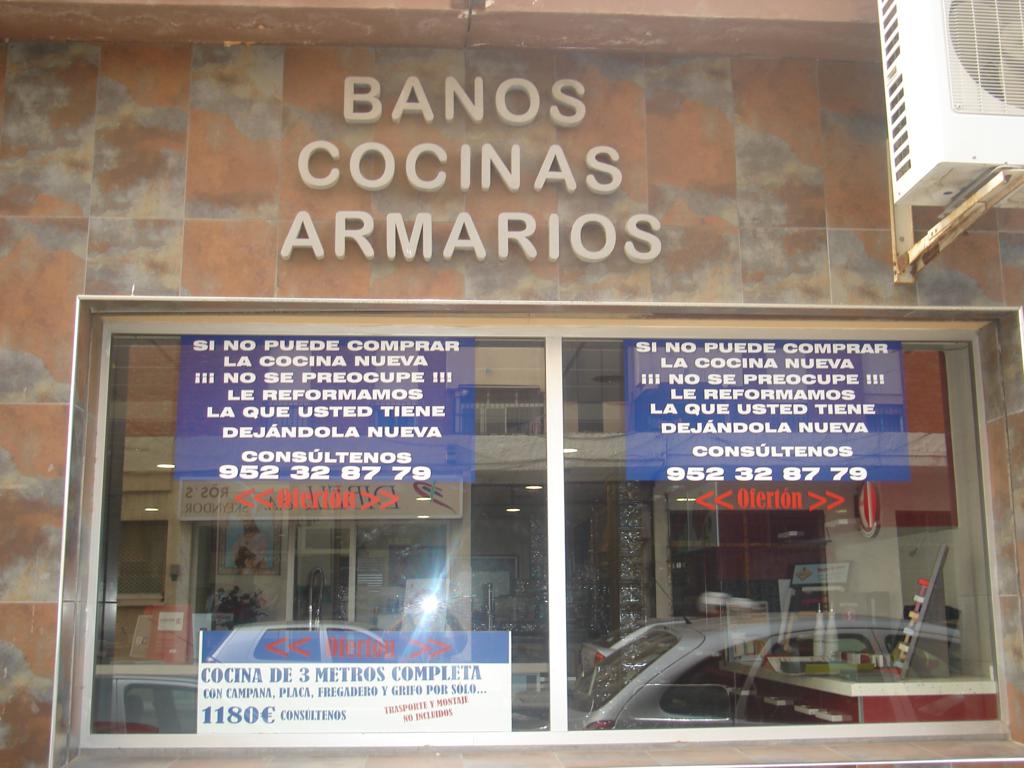 BANOS
COCINAS
ARMARIOS
SI NO PUEDE COMPRAR
LA COCINA NUEVA
¡¡¡ NO SE PREOCUPE !!!
LE REFORMAMOS
LA QUE USTED TIENE
DEJÁNDOLA NUEVA
CONSÚLTENOS
952 32 87 79
<< Ofertón >>
SI NO PUEDE COMPRAR
LA COCINA NUEVA
¡¡¡ NO SE PREOCUPE !!!
LE REFORMAMOS
LA QUE USTED TIENE
DEJÁNDOLA NUEVA
CONSÚLTENOS
952 32 87 79
<< Ofertón >>
<< Ofertón >>
COCINA DE 3 METROS COMPLETA
CON CAMPANA, PLACA, FREGADERO Y GRIFO POR SÓLO...
1180€ CONSÚLTENOS
TRASPORTE Y MONTAJE
NO INCLUIDOS